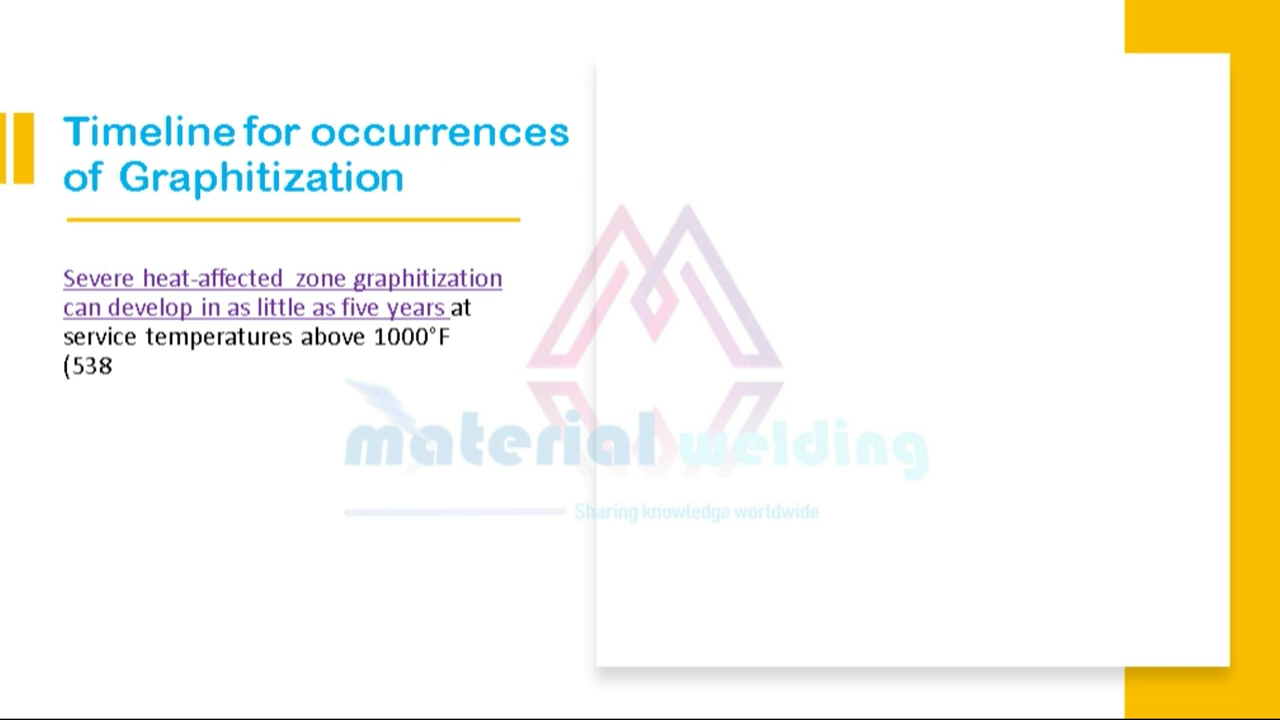 Timeline for occurrences
of Graphitization
Severe heat-affected zone graphitization
can develop in as little as five years at
service temperatures above 1000°F
(538
material welding
Sharing knowledge worldwide